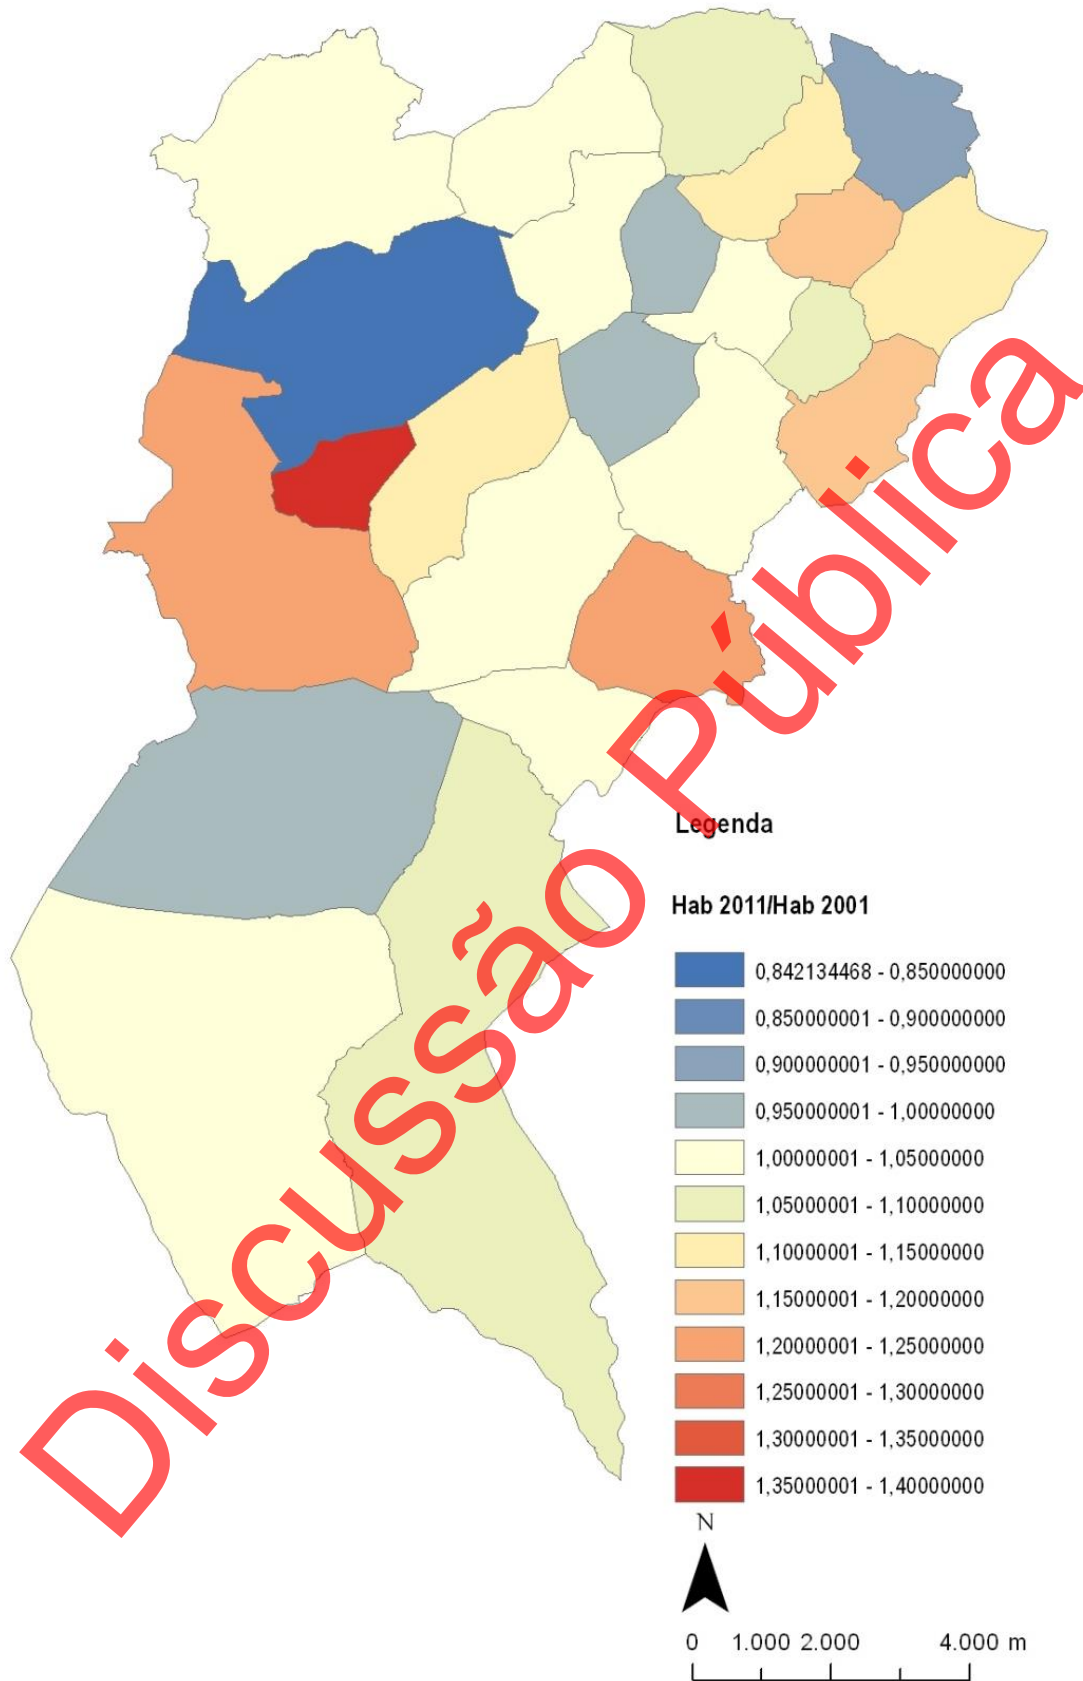 Discussão Pública
Legenda
Hab 2011/Hab 2001
0,842134468 - 0,850000000
0,850000001 - 0,900000000
0,900000001 - 0,950000000
0,950000001 - 1,00000000
1,00000001 - 1,05000000
1,05000001 - 1,10000000
1,10000001 - 1,15000000
1,15000001 - 1,20000000
1,20000001 - 1,25000000
1,25000001 - 1,30000000
1,30000001 - 1,35000000
1,35000001 - 1,40000000
N
0 1.000 2.000 4.000 m